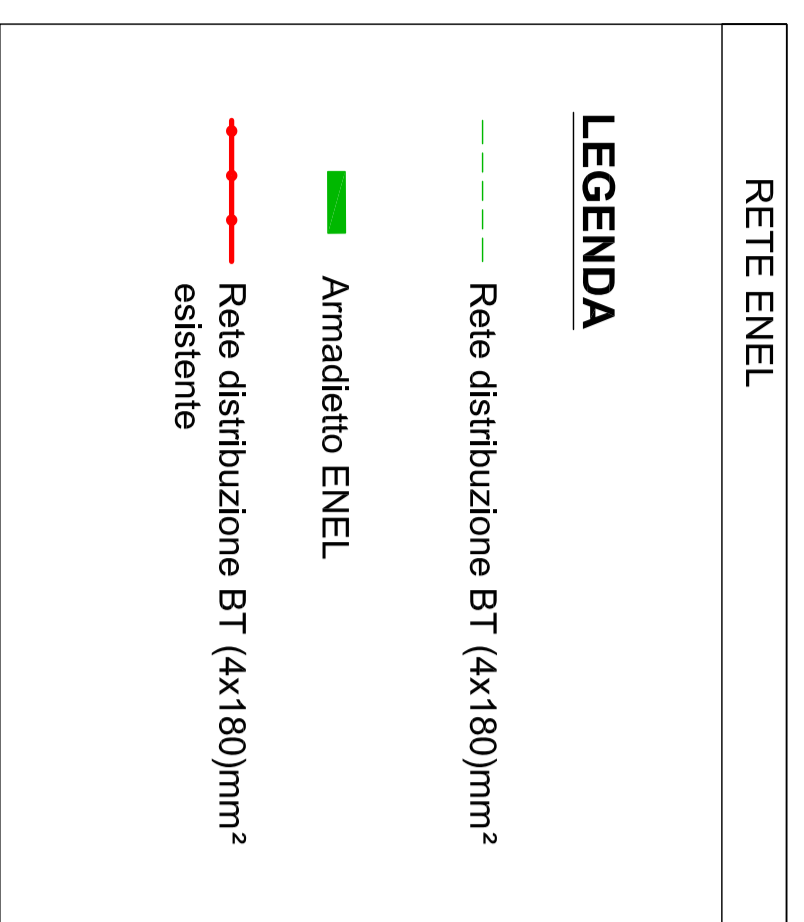 RETE ENEL
LEGENDA
Rete distribuzione BT (4x180)mm²
Armadietto ENEL
Rete distribuzione BT (4x180)mm²
esistente